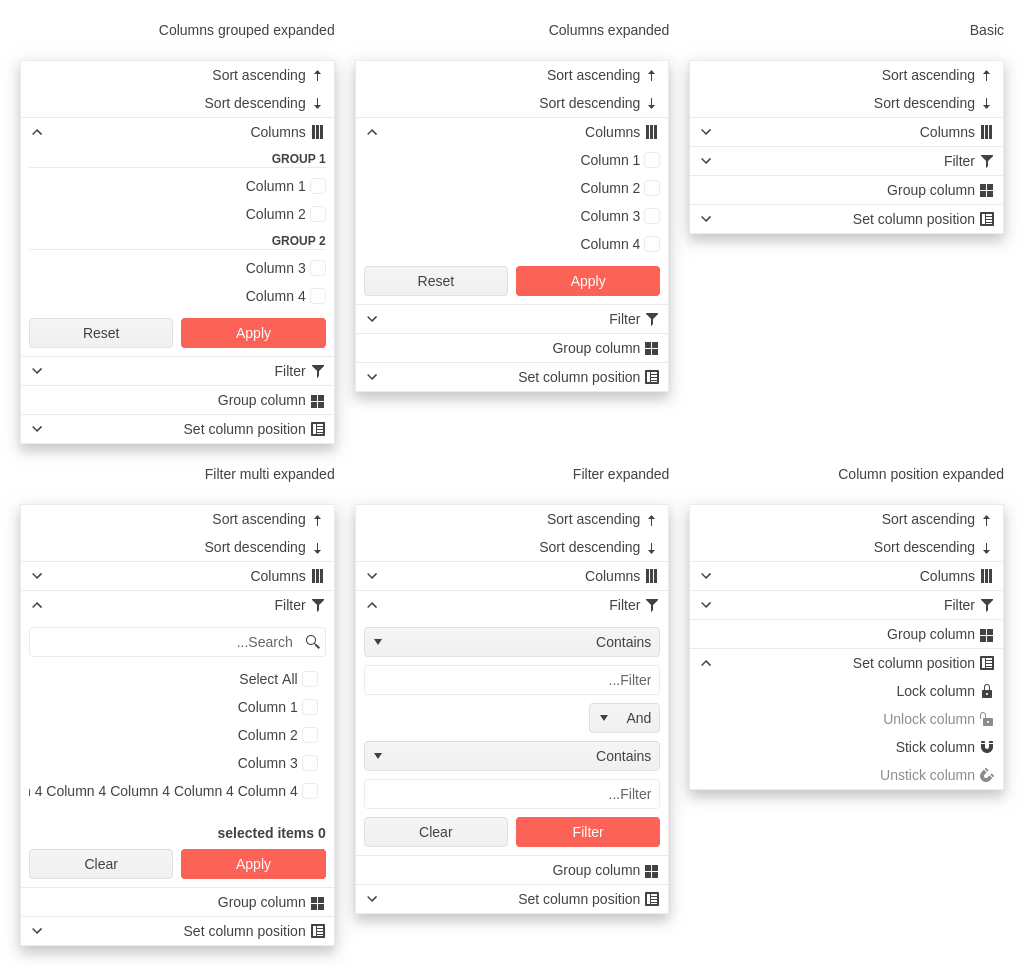 Basic
Sort ascending
Sort descending
Columns
Filter
Group column
Set column position
Columns expanded
Sort ascending
Sort descending
Columns
Column 1
Column 2
Column 3
Column 4
Apply
Reset
Filter
Group column
Set column position
Columns grouped expanded
Sort ascending
Sort descending
Columns
GROUP 1
Column 1
Column 2
GROUP 2
Column 3
Column 4
Apply
Reset
Filter
Group column
Set column position
Column position expanded
Sort ascending
Sort descending
Columns
Filter
Group column
Set column position
Lock column
Unlock column
Stick column
Unstick column
Filter expanded
Sort ascending
Sort descending
Columns
Filter
Contains
...Filter
And
Contains
...Filter
Filter
Clear
Group column
Set column position
Filter multi expanded
Sort ascending
Sort descending
Columns
Filter
...Search
Select All
Column 1
Column 2
Column 3
4 Column 4 Column 4 Column 4 Column 4
selected items 0
Apply
Clear
Group column
Set column position